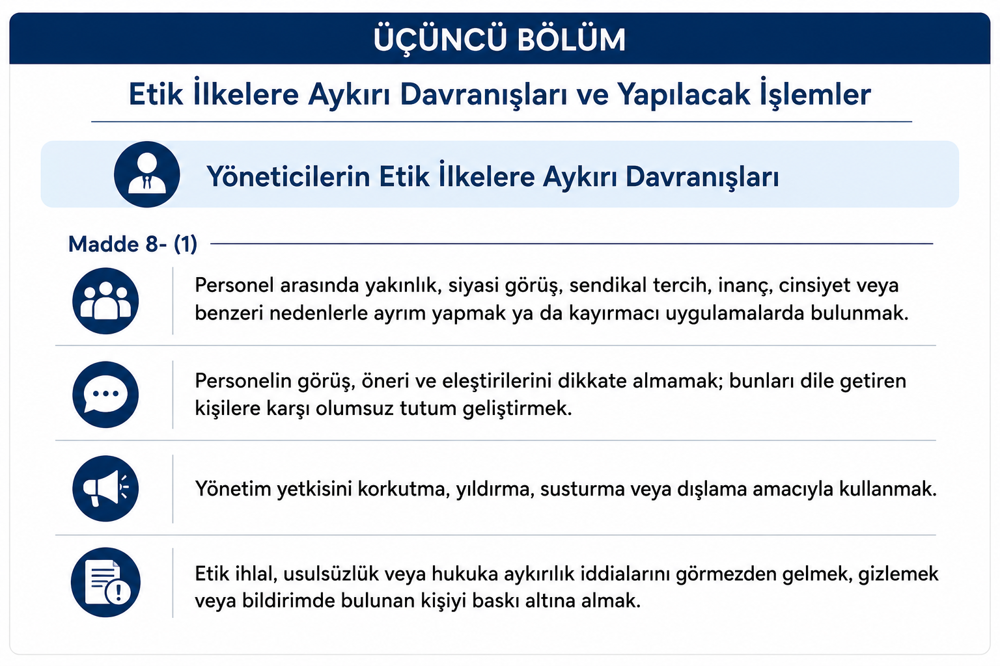 ÜÇÜNCÜ BÖLÜM
Etik İlkelere Aykırı Davranışları ve Yapılacak İşlemler
Yöneticilerin Etik İlkelere Aykırı Davranışları
Madde 8- (1)
Personel arasında yakınlık, siyasi görüş, sendikal tercih, inanç, cinsiyet veya
benzeri nedenlerle ayrım yapmak ya da kayırmacı uygulamalarda bulunmak.
Personelin görüş, öneri ve eleştirilerini dikkate almamak; bunları dile getiren
kişilere karşı olumsuz tutum geliştirmek.
Yönetim yetkisini korkutma, yıldırma, susturma veya dışlama amacıyla kullanmak.
Etik ihlal, usulsüzlük veya hukuka aykırılık iddialarını görmezden gelmek, gizlemek
veya bildirimde bulunan kişiyi baskı altına almak.